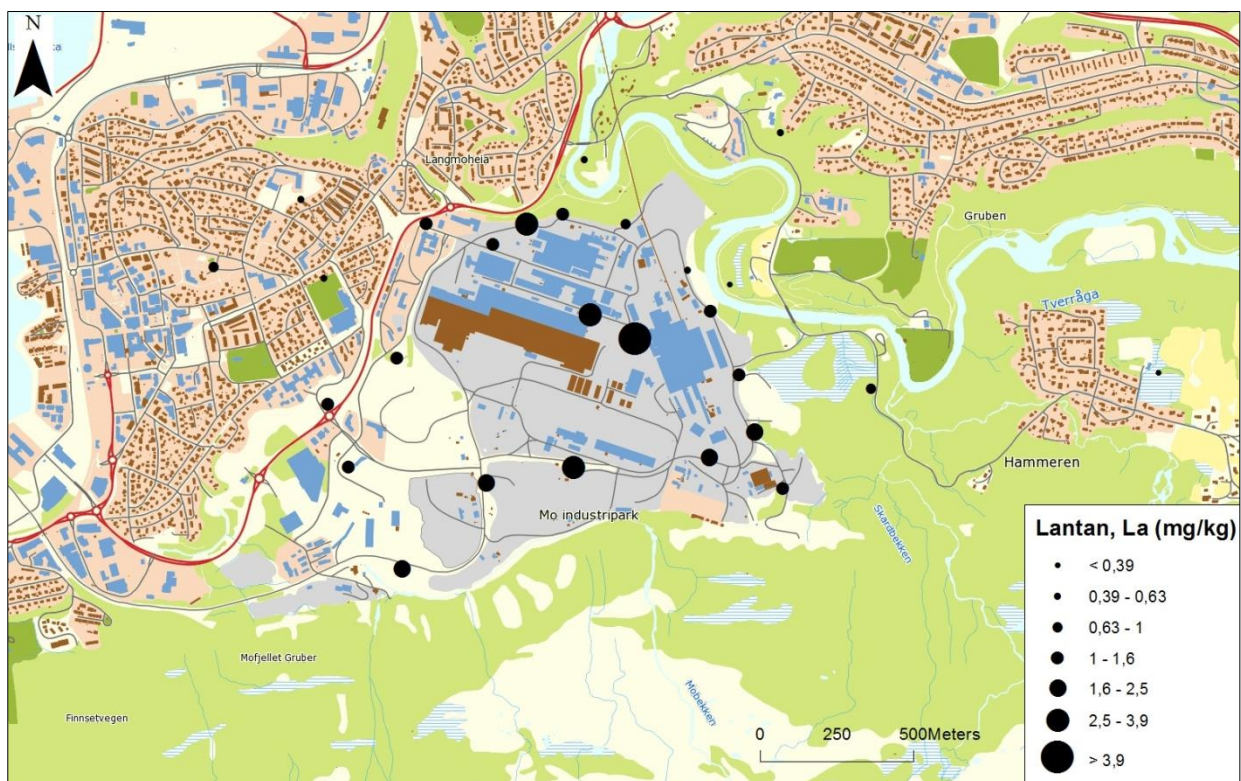 N
Langmoheia
Gruben
Tverråga
Hammeren
Mo industripark
Skardbekken
Mofjellet Gruber
Mobekken
Finnsetvegen
0 250 500Meters
Lantan, La (mg/kg)
< 0,39
0,39 - 0,63
0,63 - 1
1 - 1,6
1,6 - 2,5
2,5 - 3,9
> 3,9